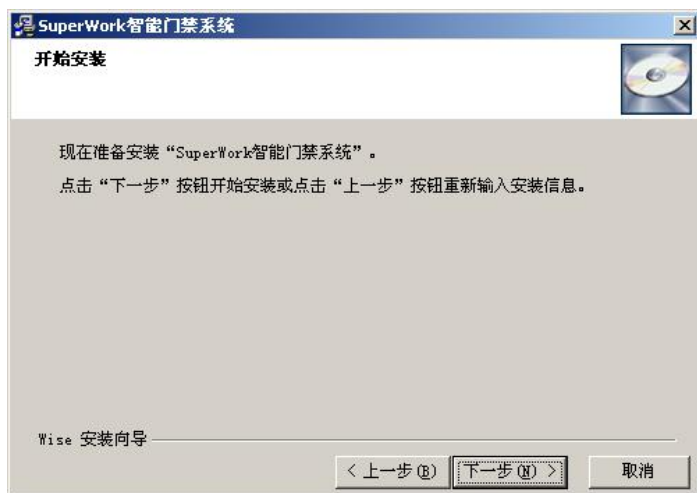 SuperWork智能门禁系统
开始安装
现在准备安装“SuperWork智能门禁系统”。
点击“下一步”按钮开始安装或点击“上一步”按钮重新输入安装信息。
Wise 安装向导
< 上一步(B) 下一步(N) > 取消